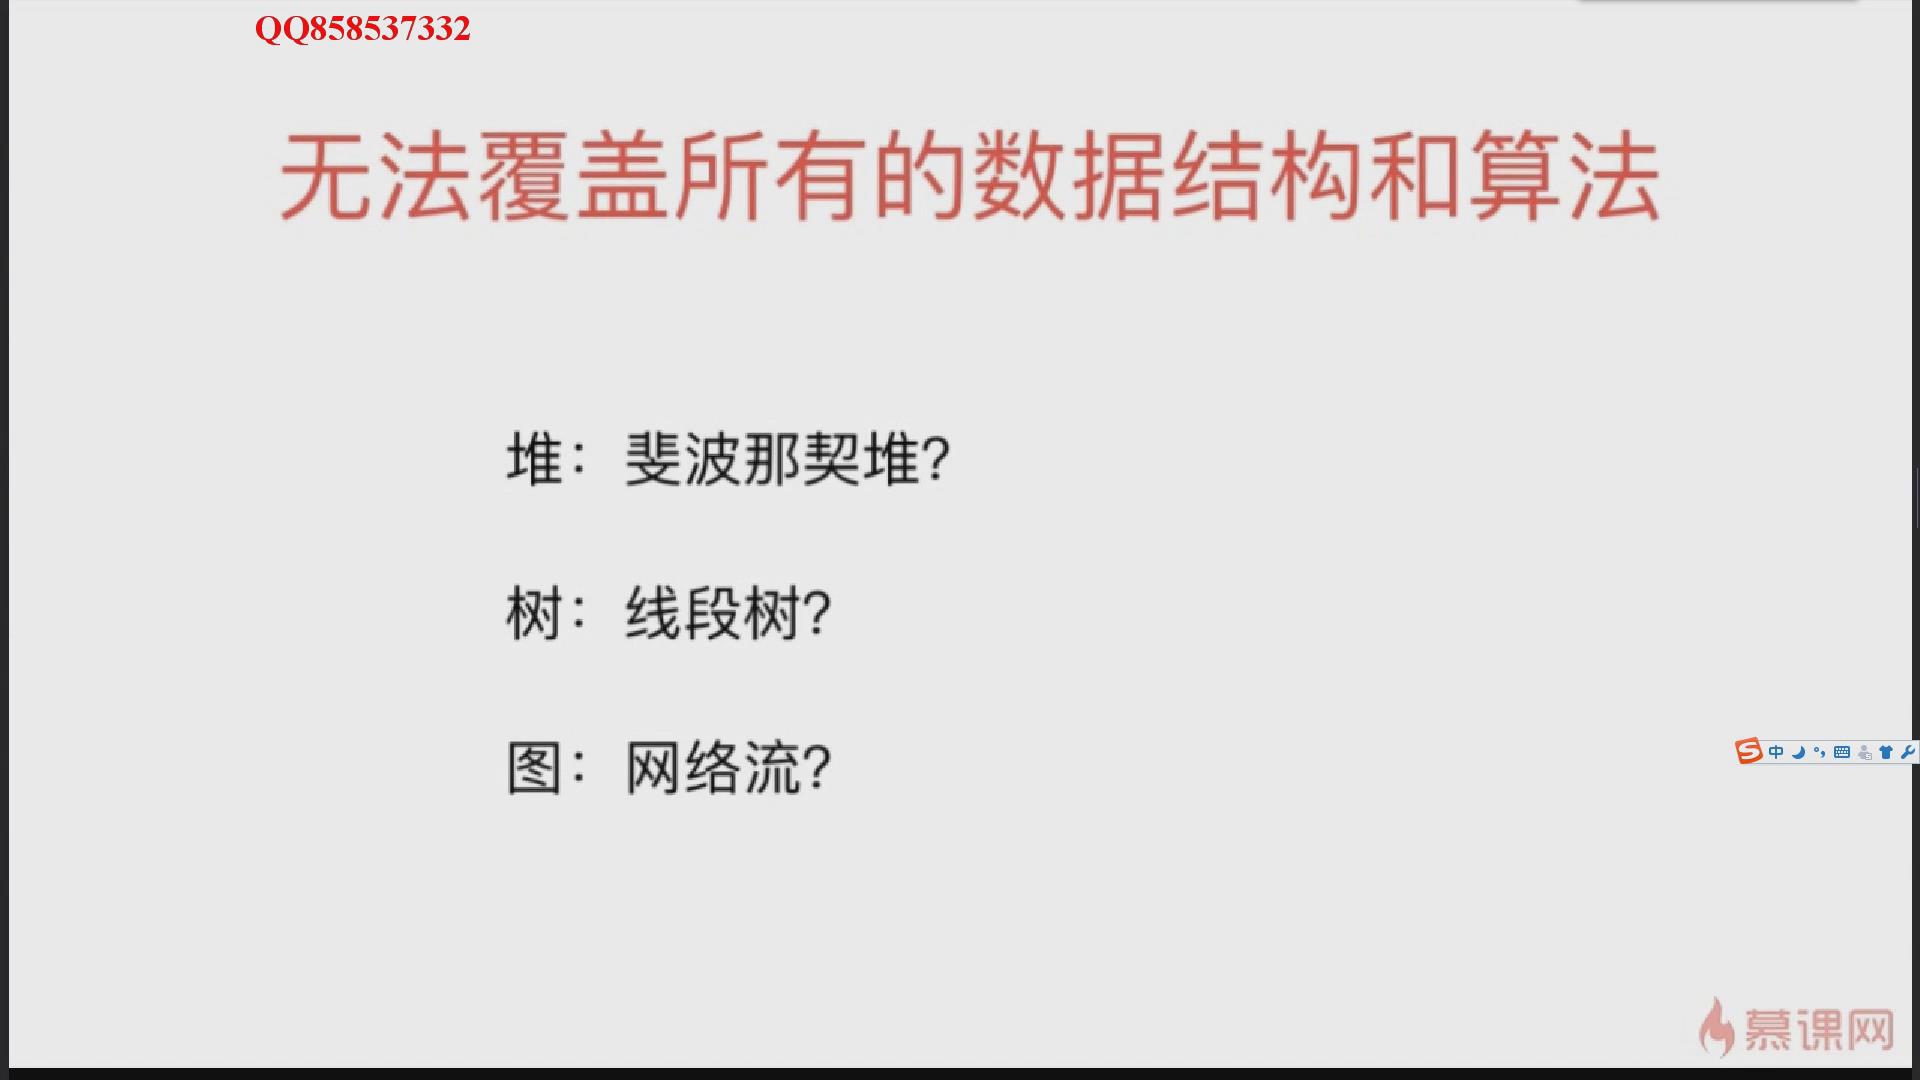 QQ858537332
无法覆盖所有的数据结构和算法
堆：斐波那契堆?
树：线段树?
图：网络流?
中
慕课网